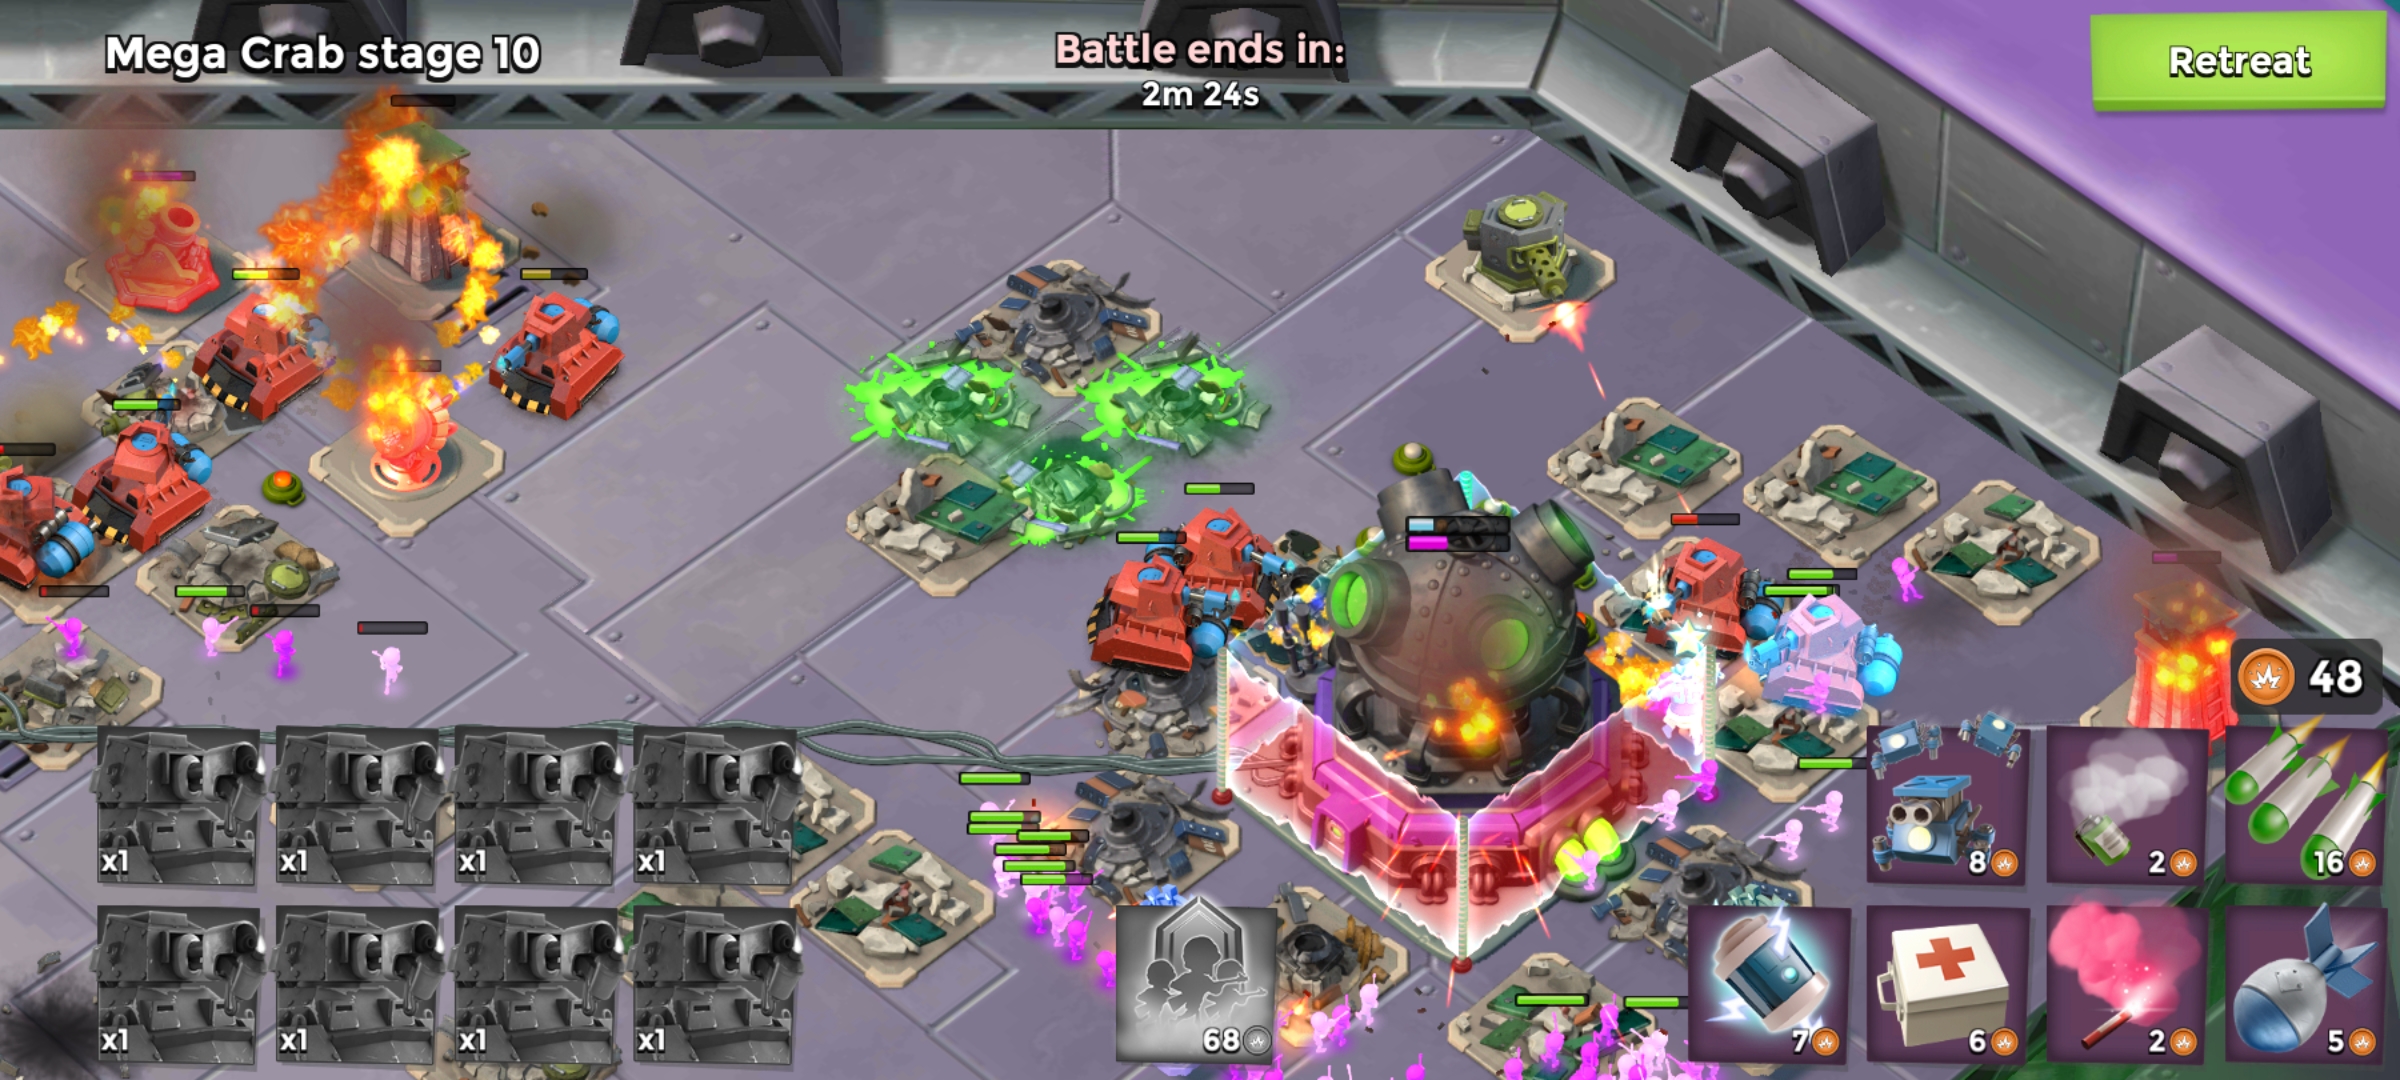 Mega Crab stage 10
Battle ends in:
2m 24s
Retreat
48
x1
x1
x1
x1
8
2
16
x1
x1
x1
x1
68
7
6
2
5